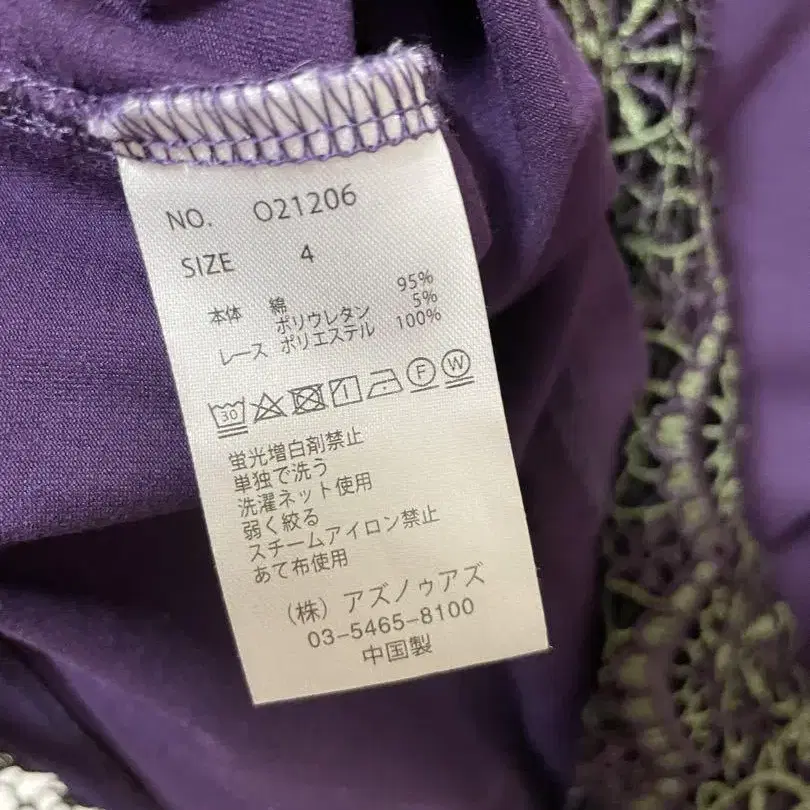 NO. O21206
SIZE 4
本体 綿 95%
ポリウレタン 5%
レース ポリエステル 100%
30 F W
蛍光増白剤禁止
単独で洗う
洗濯ネット使用
弱く絞る
スチームアイロン禁止
あて布使用
（株）アズノゥアズ
03-5465-8100
中国製